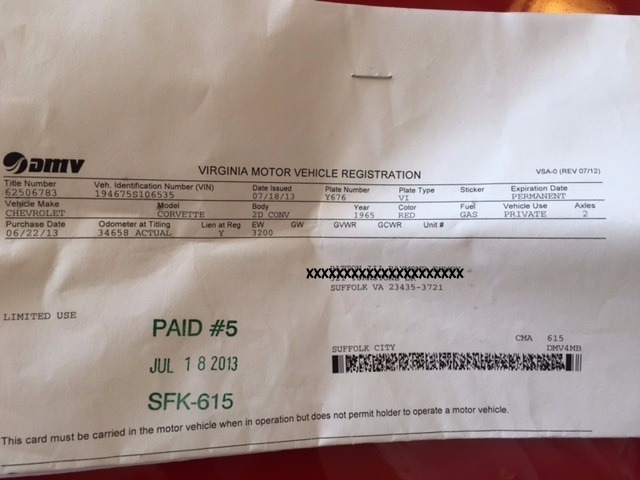 DMV VIRGINIA MOTOR VEHICLE REGISTRATION VSA-0 (REV 07/12)
Title Number Veh. Identification Number (VIN) Date Issued Plate Number Plate Type Sticker Expiration Date
62506783 194675S106535 07/18/13 Y676 VI PERMANENT
Vehicle Make Model Body Year Color Fuel Vehicle Use Axles
CHEVROLET CORVETTE 2D CONV 1965 RED GAS PRIVATE 2
Purchase Date Odometer at Titling Lien at Reg EW GW GVWR GCWR Unit #
06/22/13 34658 ACTUAL Y 3200
SUFFOLK VA 23435-3721
LIMITED USE
PAID #5
JUL 18 2013
SFK-615
CMA 615
SUFFOLK CITY DMV4MB
This card must be carried in the motor vehicle when in operation but does not permit holder to operate a motor vehicle.